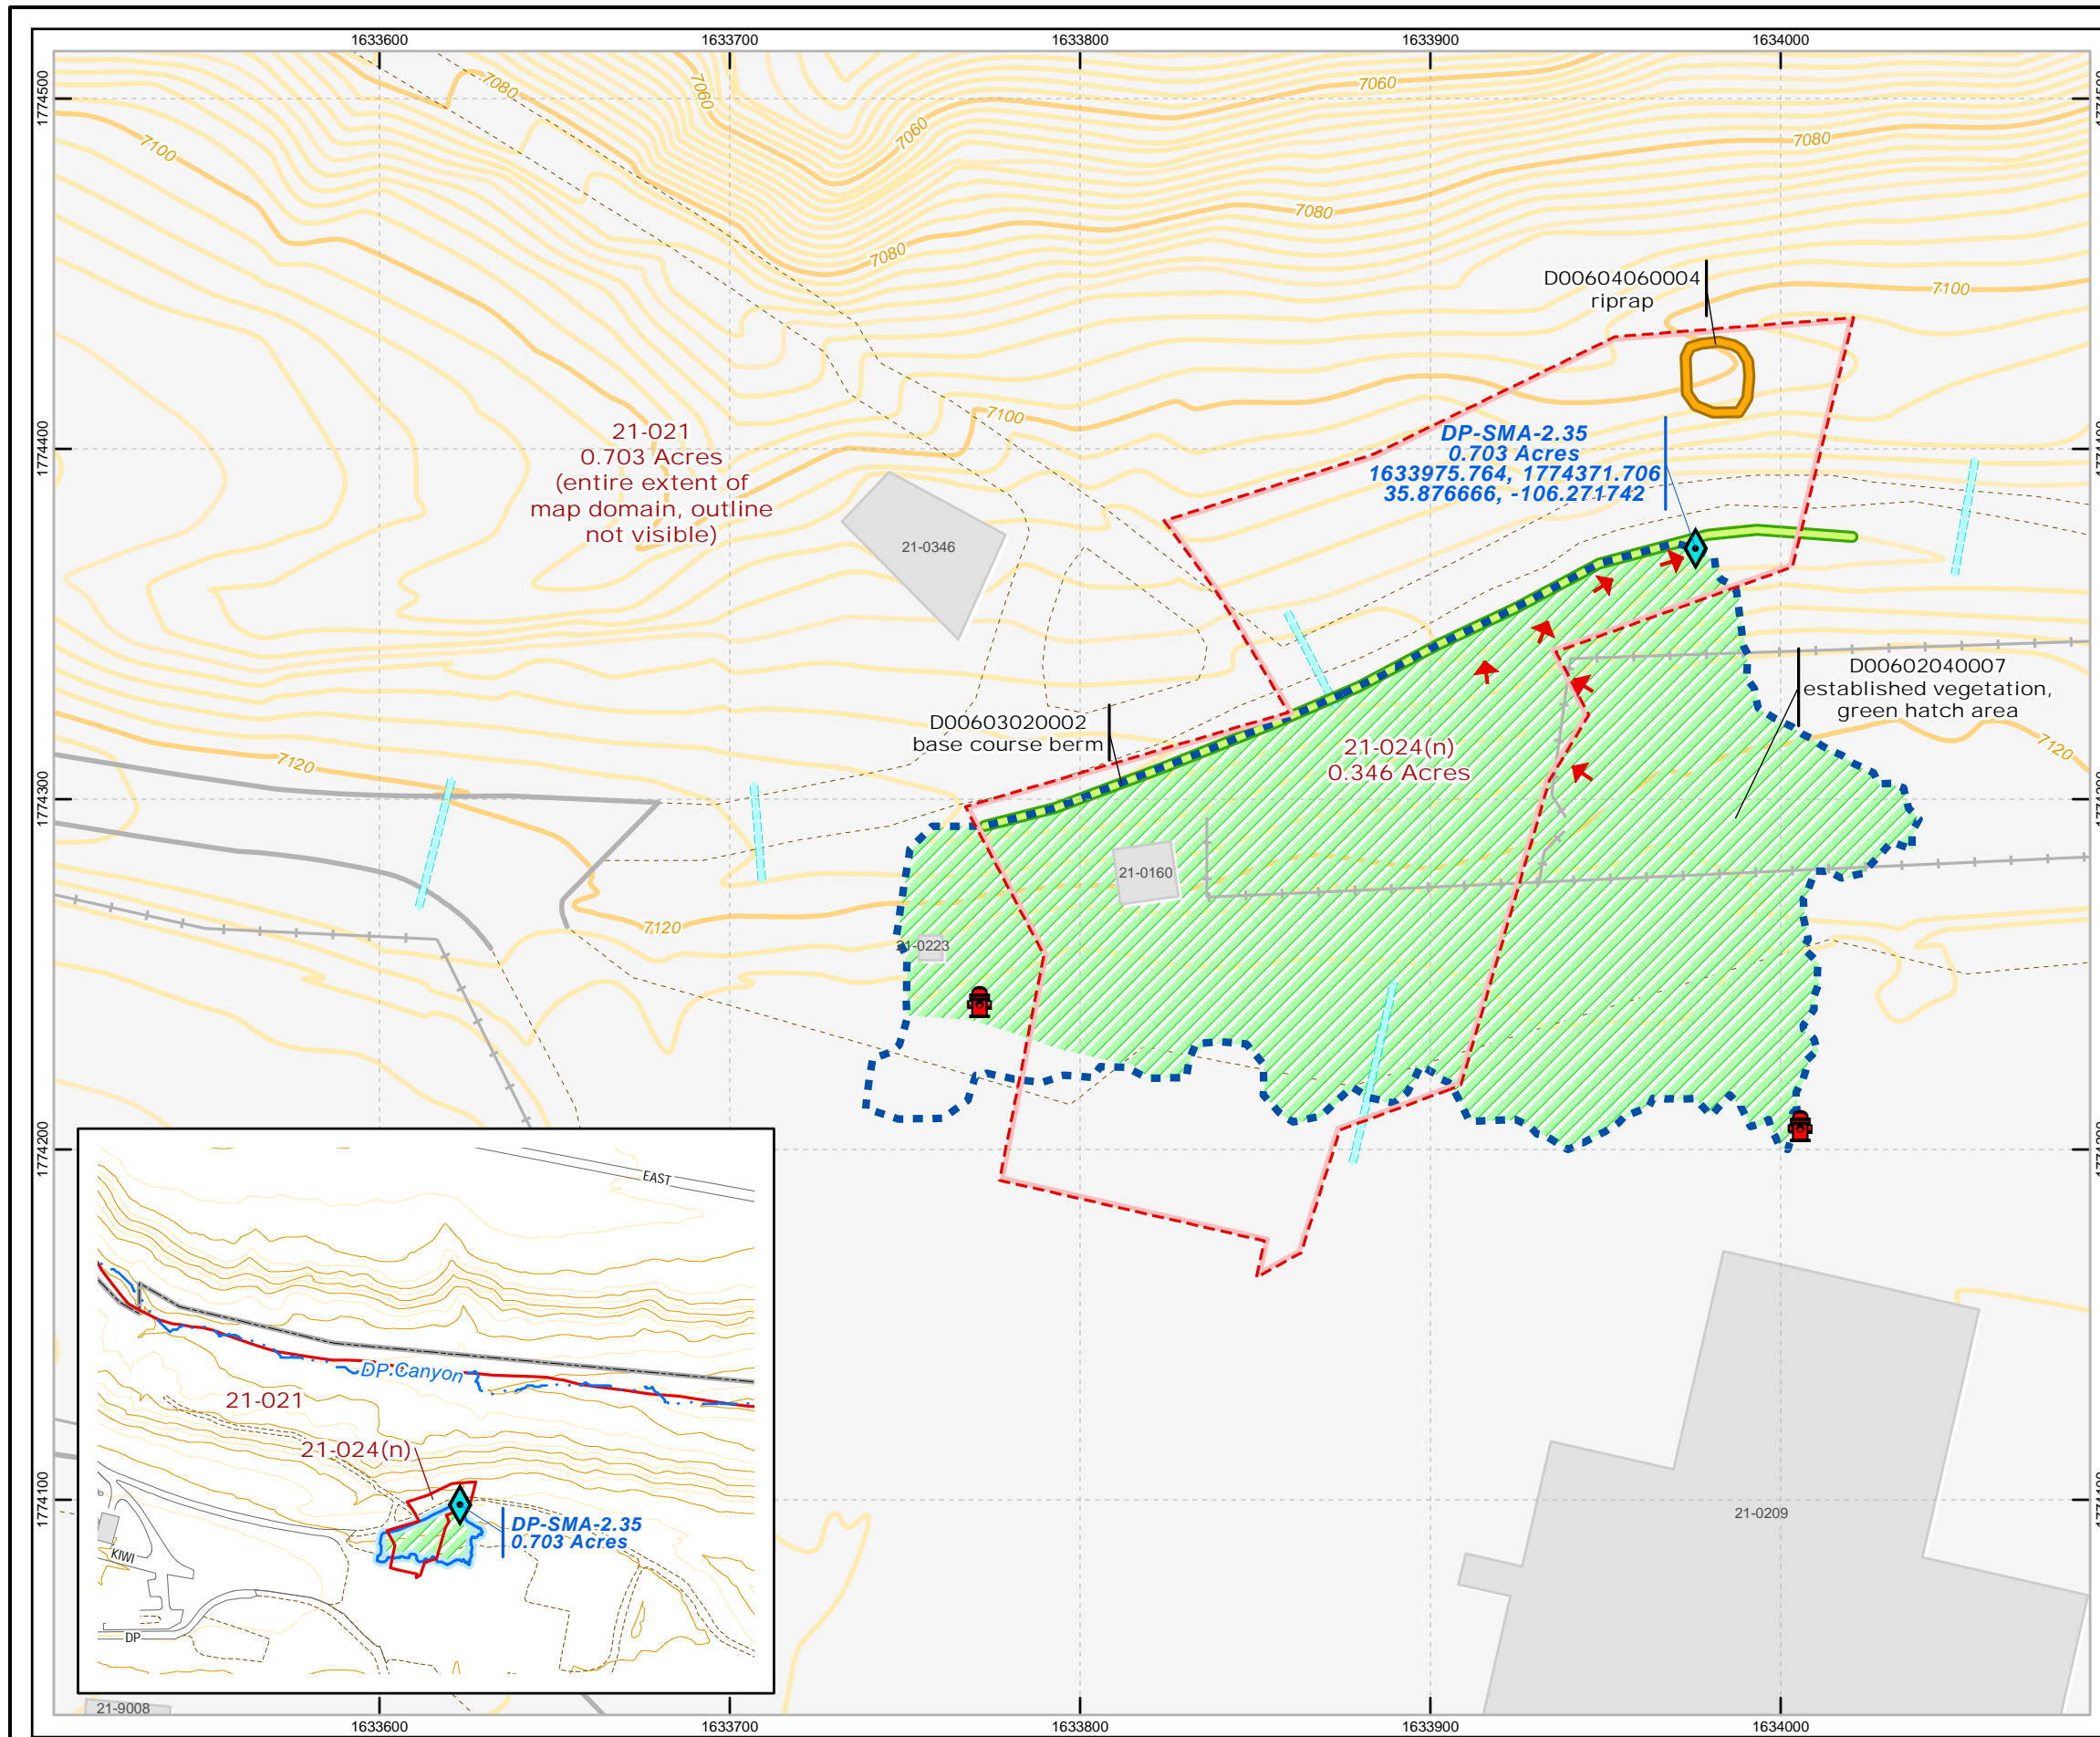 1633600
1633700
1633800
1633900
1634000
1774500
1774400
1774300
1774200
1774100
7080
7060
7060
7060
7080
7100
7080
7080
7100
7100
7120
7120
7120
D00604060004
riprap
21-021
0.703 Acres
(entire extent of
map domain, outline
not visible)
DP-SMA-2.35
0.703 Acres
1633975.764, 1774371.706
35.876666, -106.271742
21-0346
D00602040007
established vegetation,
green hatch area
D00603020002
base course berm
21-024(n)
0.346 Acres
21-0160
21-0223
21-0209
21-9008
EAST
DP Canyon
21-021
21-024(n)
DP-SMA-2.35
0.703 Acres
KIWI
DP
1633600
1633700
1633800
1633900
1634000